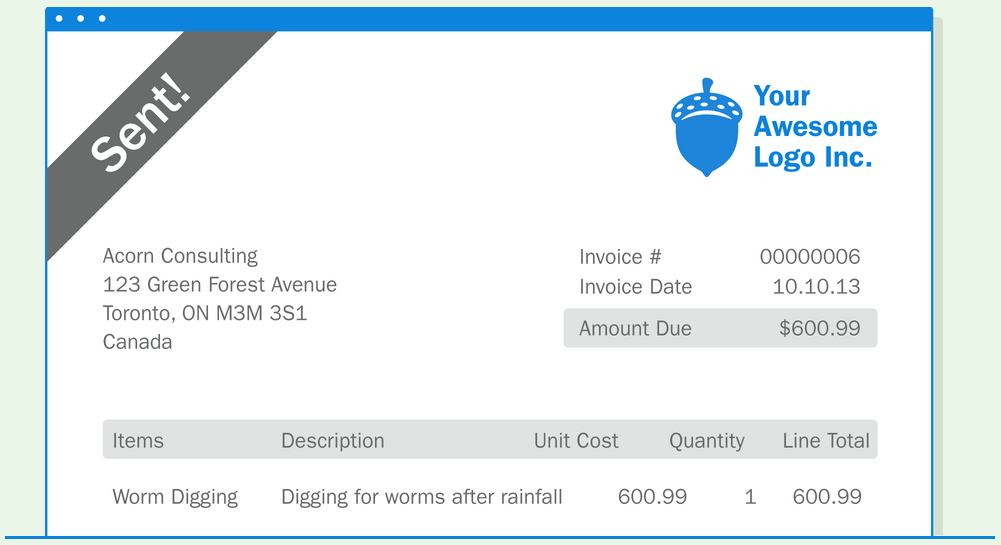 Sent!
Your
Awesome
Logo Inc.
Acorn Consulting
123 Green Forest Avenue
Toronto, ON M3M 3S1
Canada
Invoice # 00000006
Invoice Date 10.10.13
Amount Due $600.99
Items Description Unit Cost Quantity Line Total
Worm Digging Digging for worms after rainfall 600.99 1 600.99